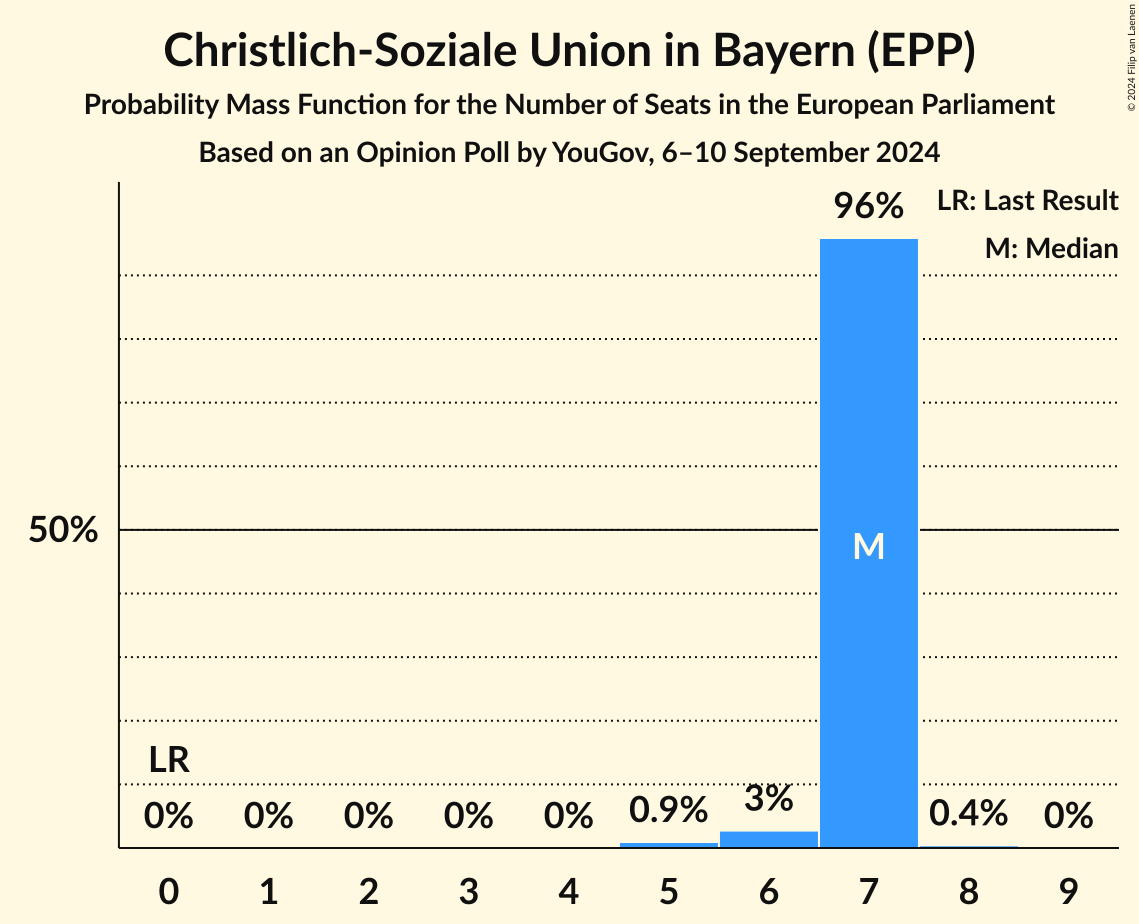 Christlich-Soziale Union in Bayern (EPP)
Probability Mass Function for the Number of Seats in the European Parliament
Based on an Opinion Poll by YouGov, 6–10 September 2024
© 2024 Filip van Laenen
LR: Last Result
M: Median
96%
50%
M
LR
0% 0% 0% 0% 0% 0.9% 3% 0.4% 0%
0 1 2 3 4 5 6 7 8 9